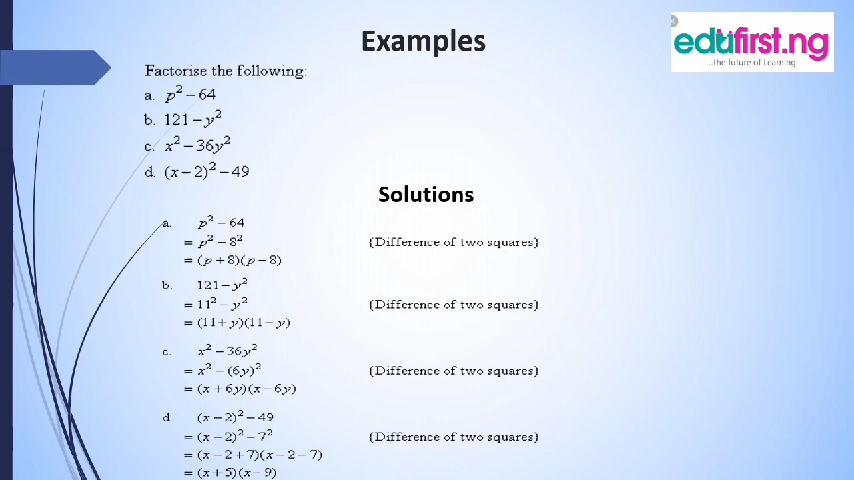 Examples
edufirst.ng
...the future of Learning
Factorise the following:
a. p² − 64
b. 121 − y²
c. x² − 36y²
d. (x − 2)² − 49
Solutions
a. p² − 64
= p² − 8² {Difference of two squares}
= (p + 8)(p − 8)
b. 121 − y²
= 11² − y² {Difference of two squares}
= (11 + y)(11 − y)
c. x² − 36y²
= x² − (6y)² {Difference of two squares}
= (x + 6y)(x − 6y)
d (x − 2)² − 49
= (x − 2)² − 7² {Difference of two squares}
= (x − 2 + 7)(x − 2 − 7)
= (x + 5)(x − 9)